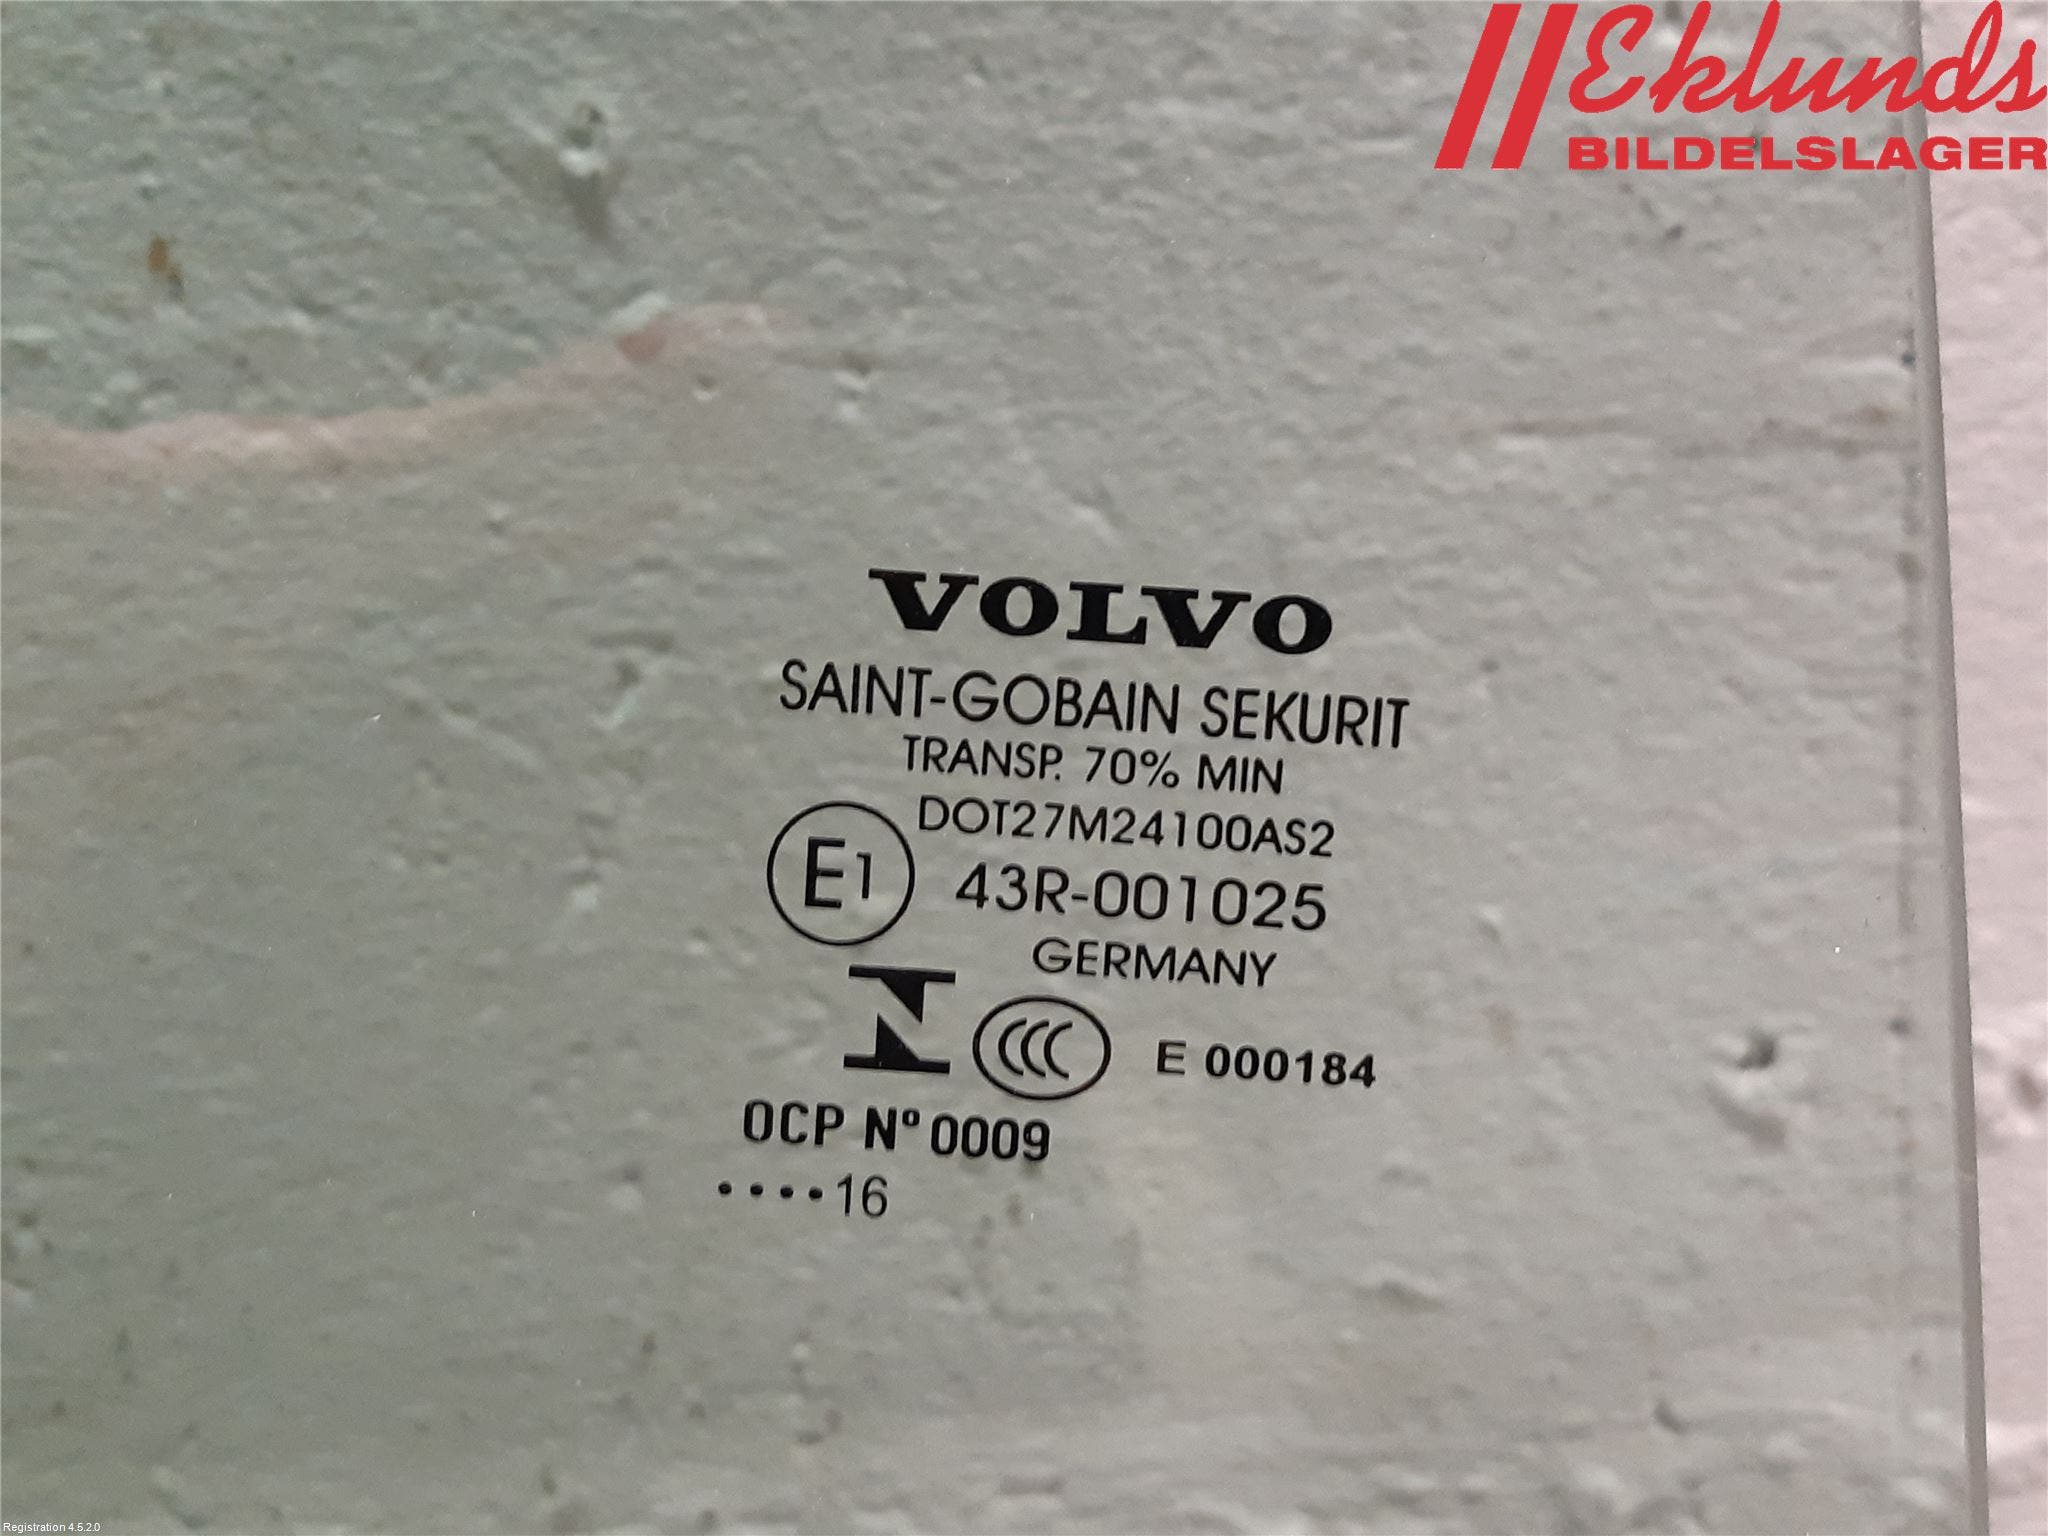 Eklunds
BILDELSLAGER
VOLVO
SAINT-GOBAIN SEKURIT
TRANSP. 70% MIN
DOT27M24100AS2
E1 43R-001025
GERMANY
CCC E 000184
OCP Nº 0009
····16
Registration 4.5.2.0